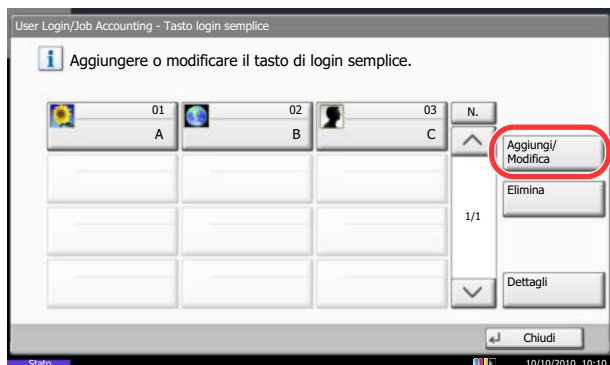 User Login/Job Accounting - Tasto login semplice
Aggiungere o modificare il tasto di login semplice.
01
A
02
B
03
C
N.
Aggiungi/
Modifica
Elimina
1/1
Dettagli
Chiudi
Stato
10/10/2010 10:10